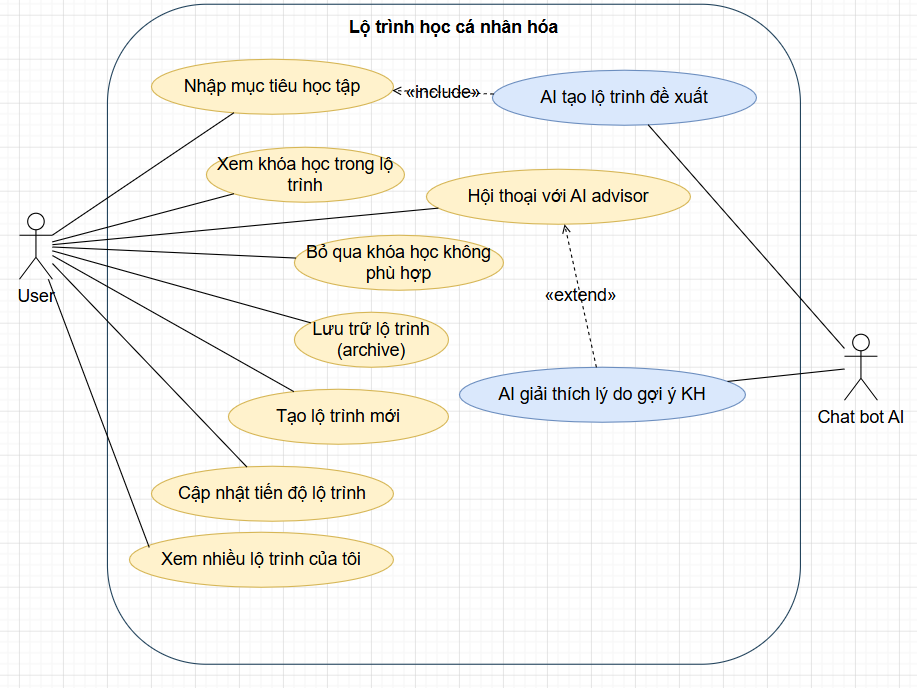 Lộ trình học cá nhân hóa
Nhập mục tiêu học tập
«include»
AI tạo lộ trình đề xuất
Xem khóa học trong lộ
trình
Hội thoại với AI advisor
Bỏ qua khóa học không
phù hợp
User
«extend»
Lưu trữ lộ trình
(archive)
AI giải thích lý do gợi ý KH
Chat bot AI
Tạo lộ trình mới
Cập nhật tiến độ lộ trình
Xem nhiều lộ trình của tôi